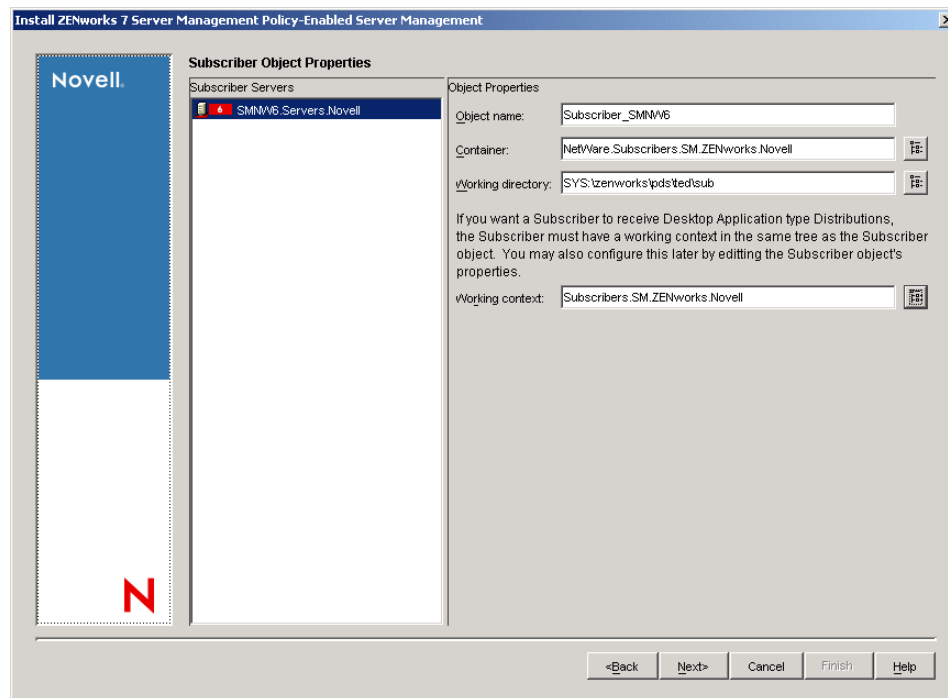 Install ZENworks 7 Server Management Policy-Enabled Server Management
Novell.
Subscriber Object Properties
Subscriber Servers
6 SMNW6.Servers.Novell
Object Properties
Object name: Subscriber_SMNW6
Container: NetWare.Subscribers.SM.ZENworks.Novell
Working directory: SYS:\zenworks\pds\ted\sub
If you want a Subscriber to receive Desktop Application type Distributions,
the Subscriber must have a working context in the same tree as the Subscriber
object. You may also configure this later by editting the Subscriber object's
properties.
Working context: Subscribers.SM.ZENworks.Novell
N
<Back Next> Cancel Finish Help